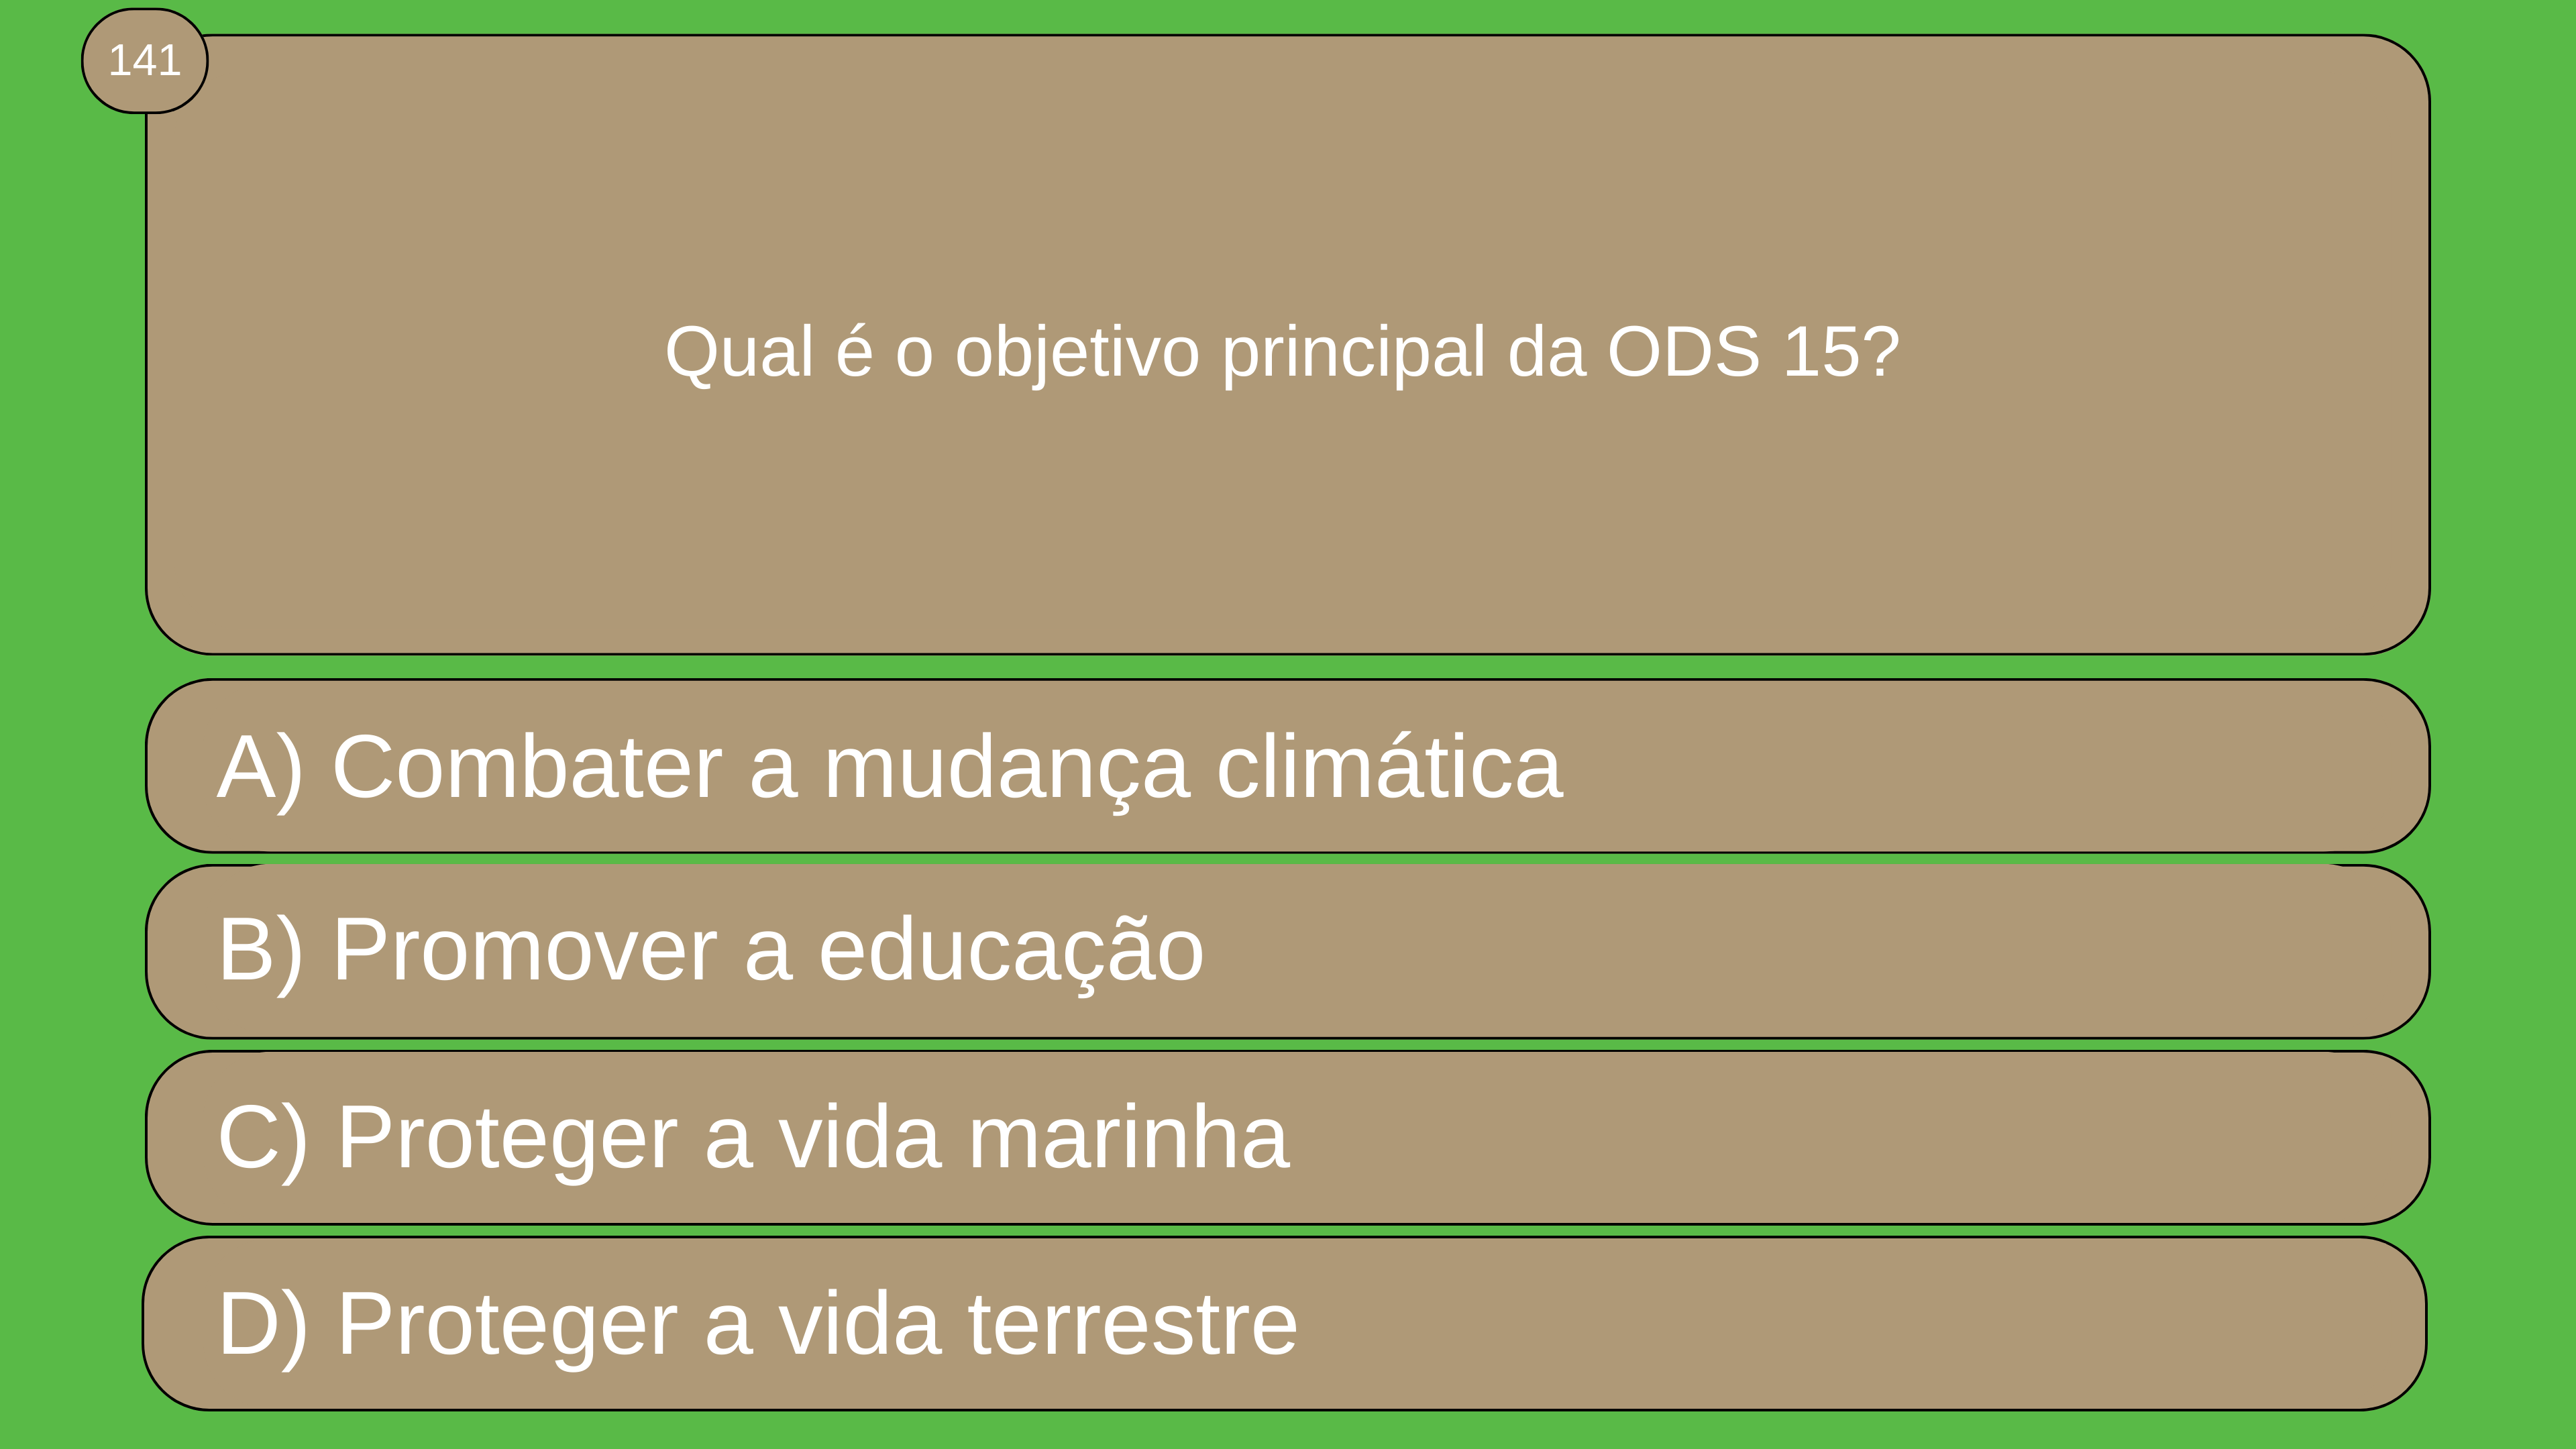 141
Qual é o objetivo principal da ODS 15?
A) Combater a mudança climática
B) Promover a educação
C) Proteger a vida marinha
D) Proteger a vida terrestre